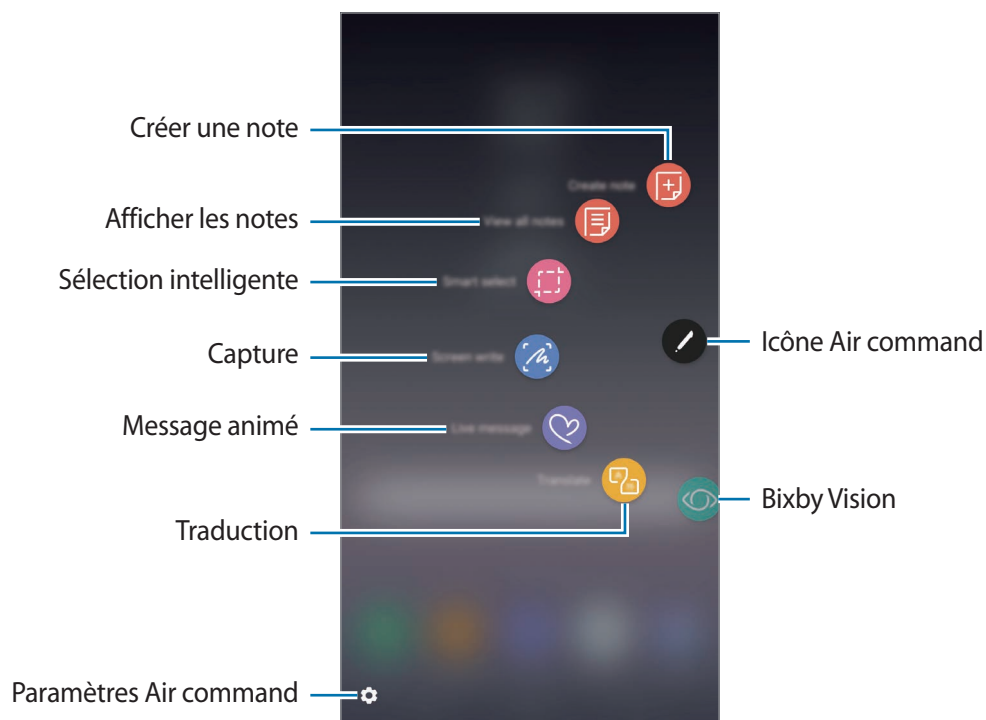 Créer une note
Create note
Afficher les notes
View all notes
Sélection intelligente
Smart select
Icône Air command
Capture
Screen write
Message animé
Live message
Translate
Bixby Vision
Traduction
Paramètres Air command